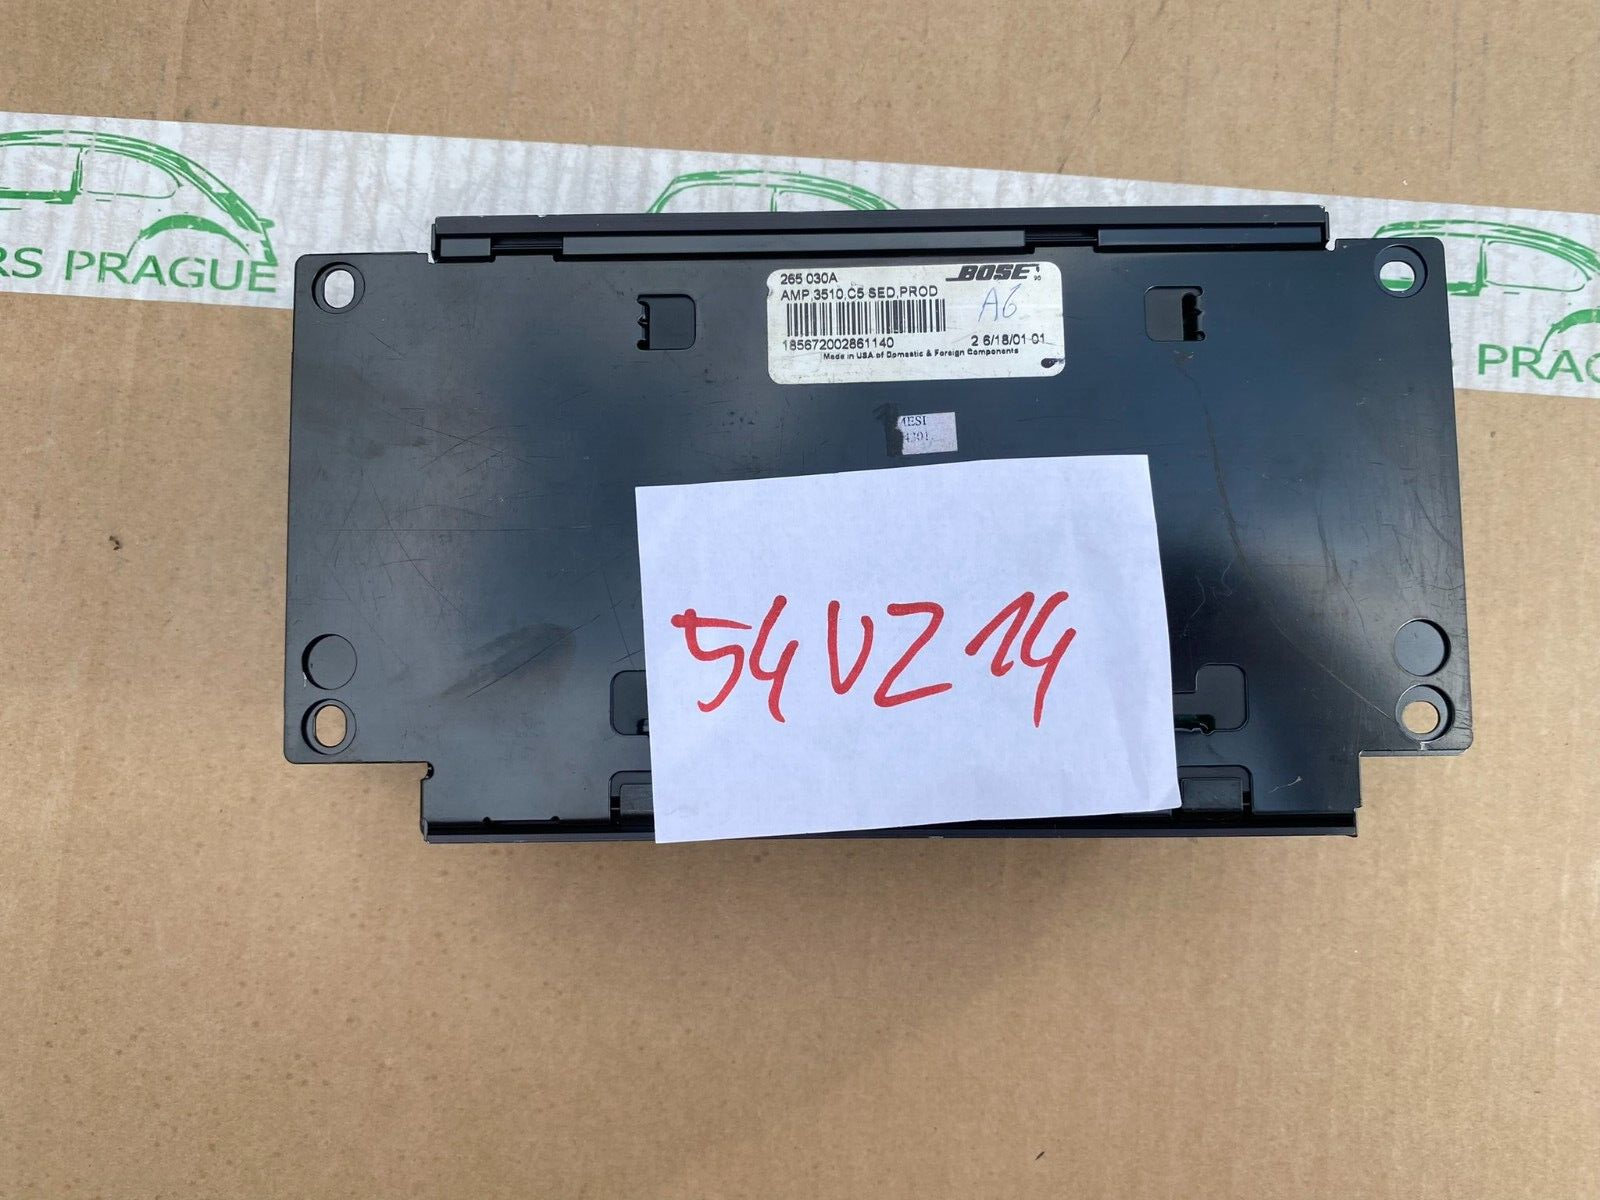 RS PRAGUE
265 030A
BOSE
AMP,3510,C5 SED,PROD
A6
185672002861140
2 6/18/01 01
Made in USA of Domestic & Foreign Components
54VZ14
PRAG